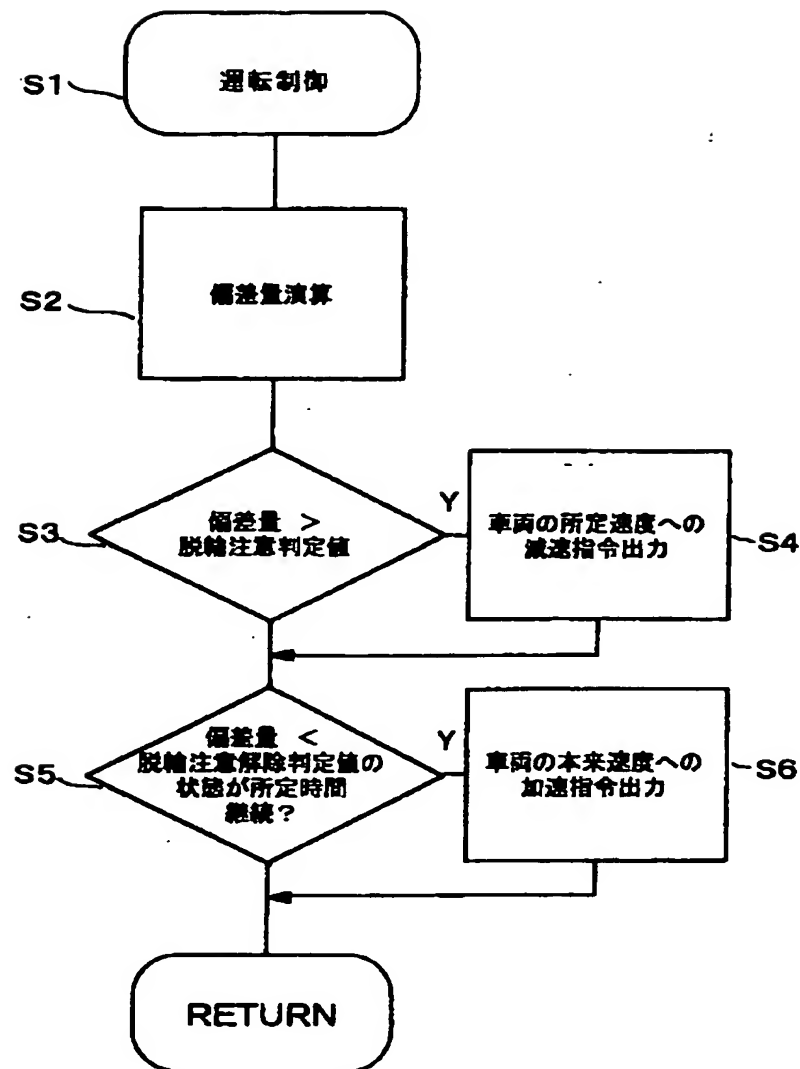 S1
運転制御
S2
偏差量演算
S3
偏差量 >
脱輪注意判定値
Y
車両の所定速度への
減速指令出力
S4
S5
偏差量 <
脱輪注意解除判定値の
状態が所定時間
継続?
Y
車両の本来速度への
加速指令出力
S6
RETURN